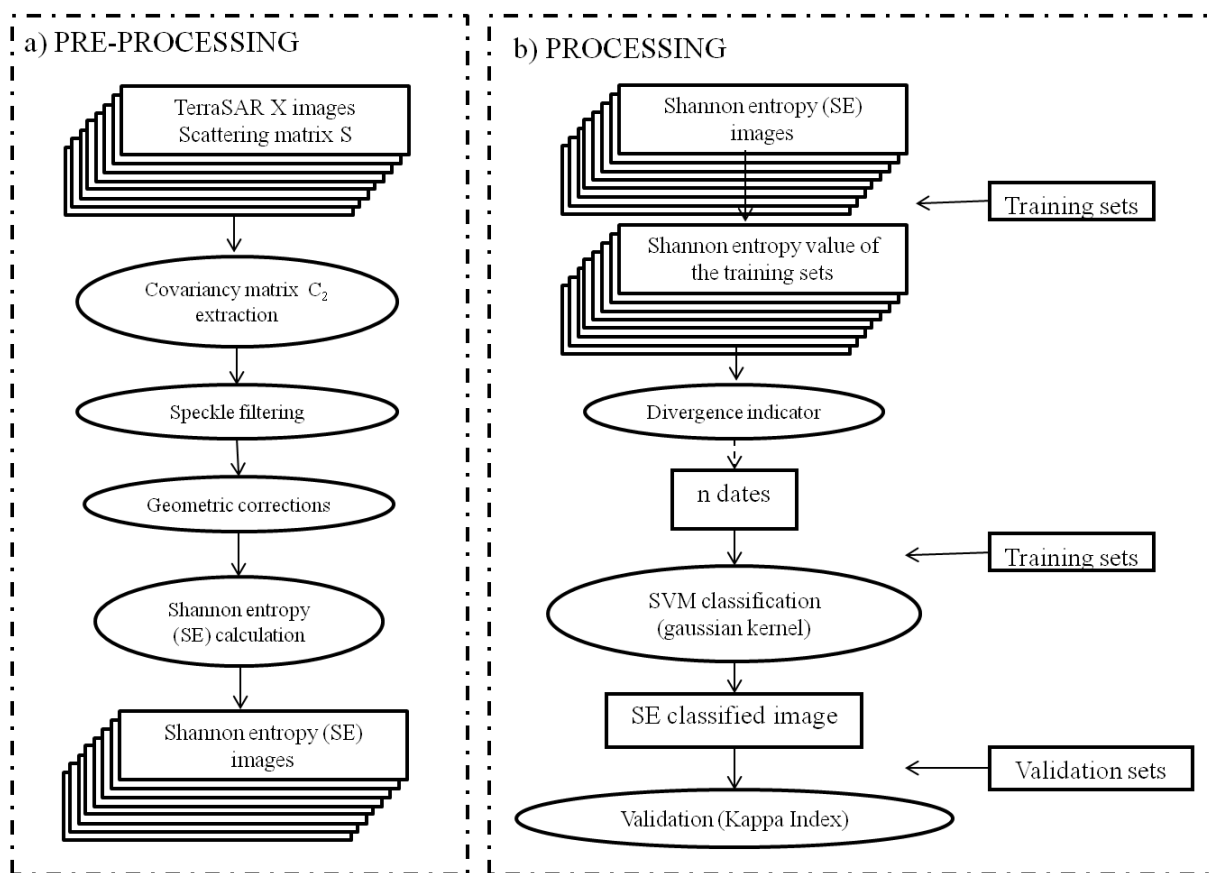 a) PRE-PROCESSING
TerraSAR X images
Scattering matrix S
Covariancy matrix C₂
extraction
Speckle filtering
Geometric corrections
Shannon entropy
(SE) calculation
Shannon entropy (SE)
images
b) PROCESSING
Shannon entropy (SE)
images
Training sets
Shannon entropy value of
the training sets
Divergence indicator
n dates
Training sets
SVM classification
(gaussian kernel)
SE classified image
Validation sets
Validation (Kappa Index)